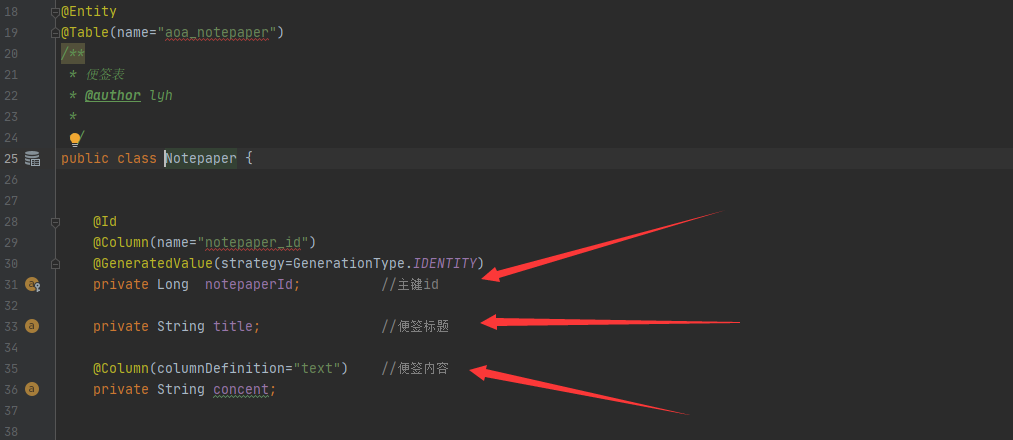 18 @Entity
19 @Table(name="aoa_notepaper")
20 /**
21 * 便签表
22 * @author lyh
23 *
24 /
25 public class Notepaper {
26
27
28 @Id
29 @Column(name="notepaper_id")
30 @GeneratedValue(strategy=GenerationType.IDENTITY)
31 private Long notepaperId; //主键id
32
33 private String title; //便签标题
34
35 @Column(columnDefinition="text") //便签内容
36 private String concent;
37
38